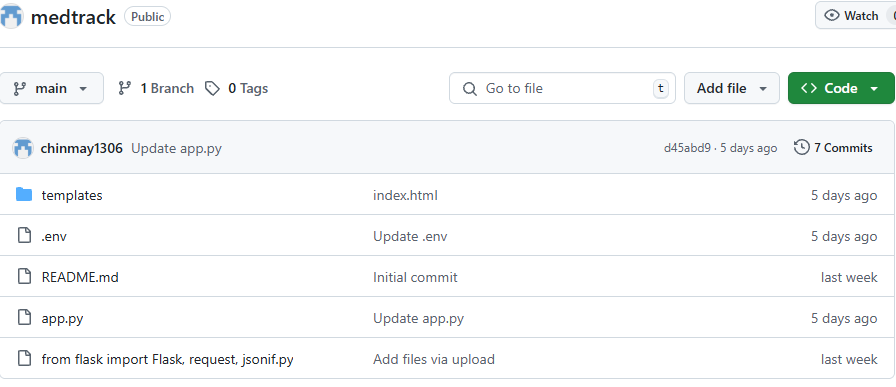 medtrack Public Watch
main 1 Branch 0 Tags Go to file t Add file Code
chinmay1306 Update app.py d45abd9 · 5 days ago 7 Commits
templates index.html 5 days ago
.env Update .env 5 days ago
README.md Initial commit last week
app.py Update app.py 5 days ago
from flask import Flask, request, jsonif.py Add files via upload last week